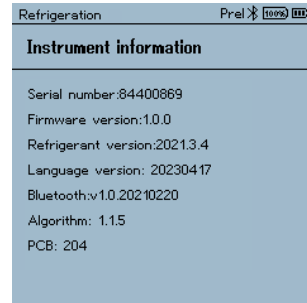 Refrigeration Prel 100%
Instrument information
Serial number:84400869
Firmware version:1.0.0
Refrigerant version:2021.3.4
Language version: 20230417
Bluetooth:v1.0.20210220
Algorithm: 1.1.5
PCB: 204